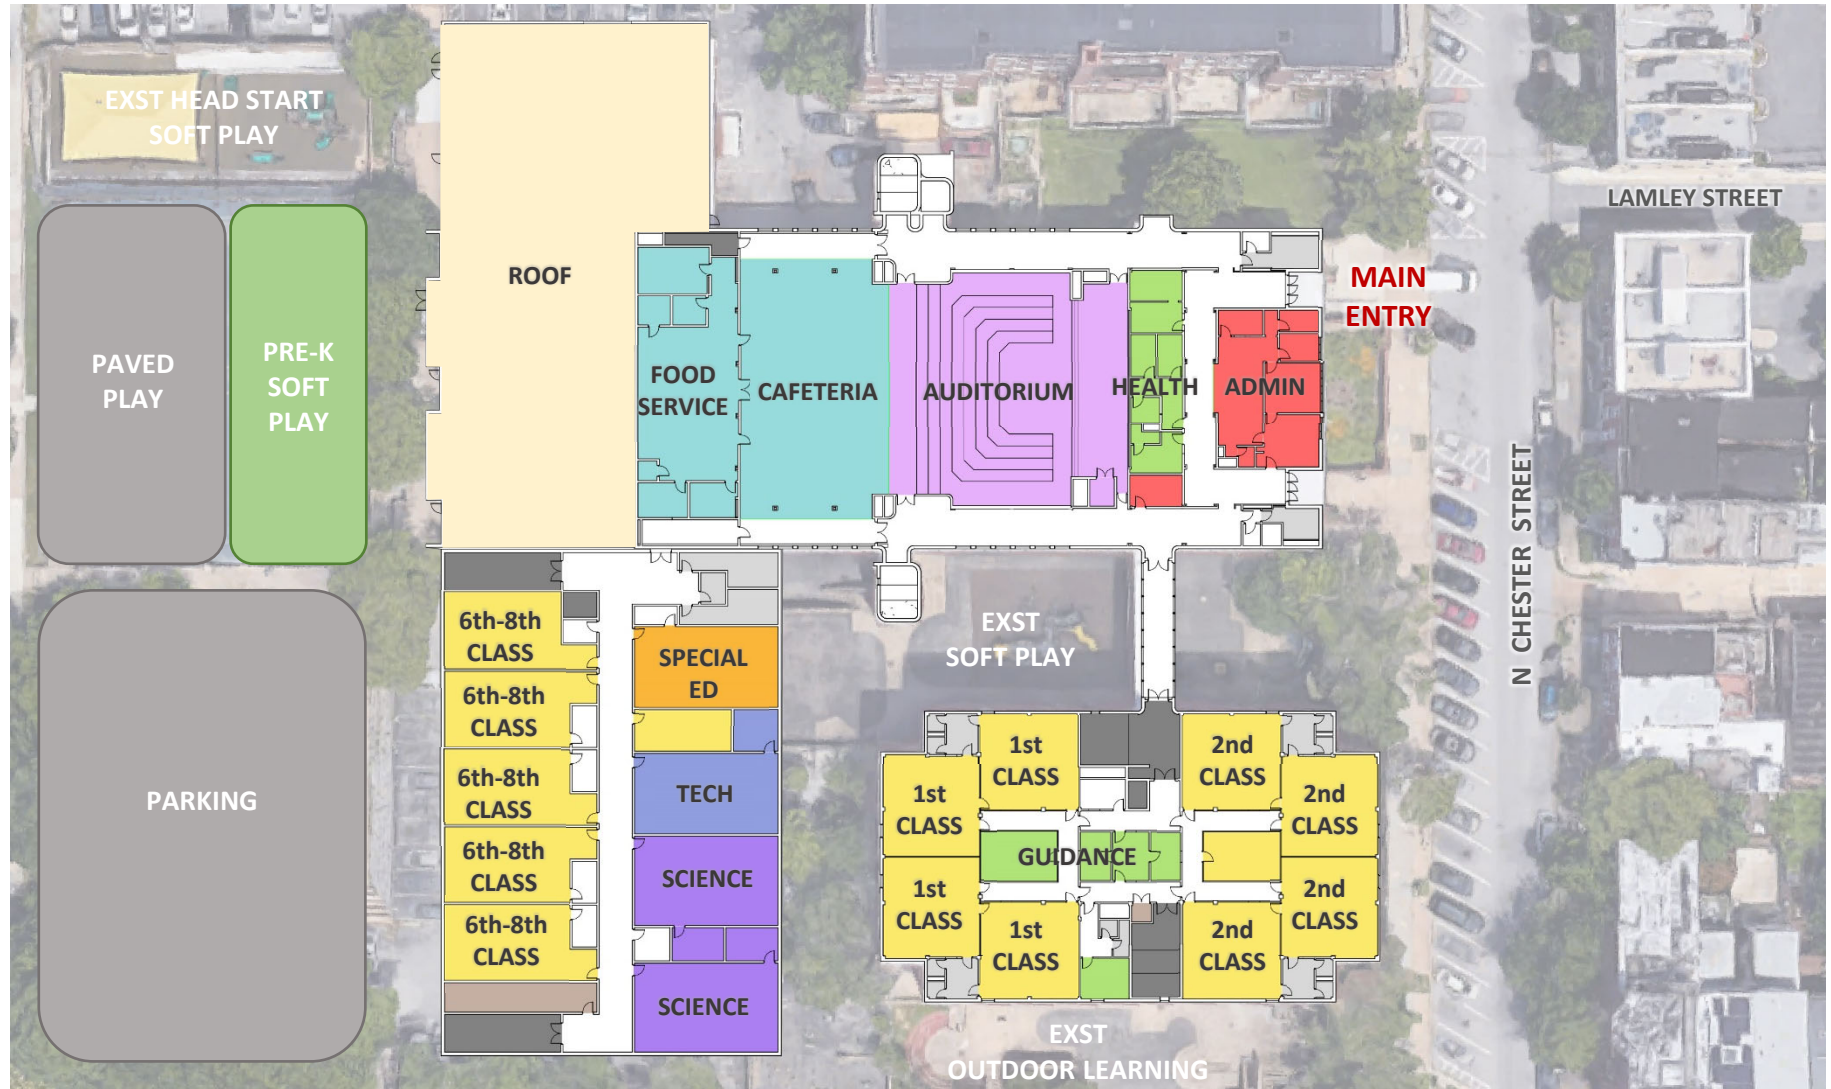 EXST HEAD START
SOFT PLAY
LAMLEY STREET
ROOF
MAIN
ENTRY
PAVED
PLAY
PRE-K
SOFT
PLAY
FOOD
SERVICE
CAFETERIA
AUDITORIUM
HEALTH
ADMIN
N CHESTER STREET
6th-8th
CLASS
SPECIAL
ED
EXST
SOFT PLAY
6th-8th
CLASS
6th-8th
CLASS
TECH
PARKING
6th-8th
CLASS
SCIENCE
6th-8th
CLASS
SCIENCE
1st
CLASS
2nd
CLASS
1st
CLASS
2nd
CLASS
GUIDANCE
1st
CLASS
2nd
CLASS
1st
CLASS
2nd
CLASS
EXST
OUTDOOR LEARNING